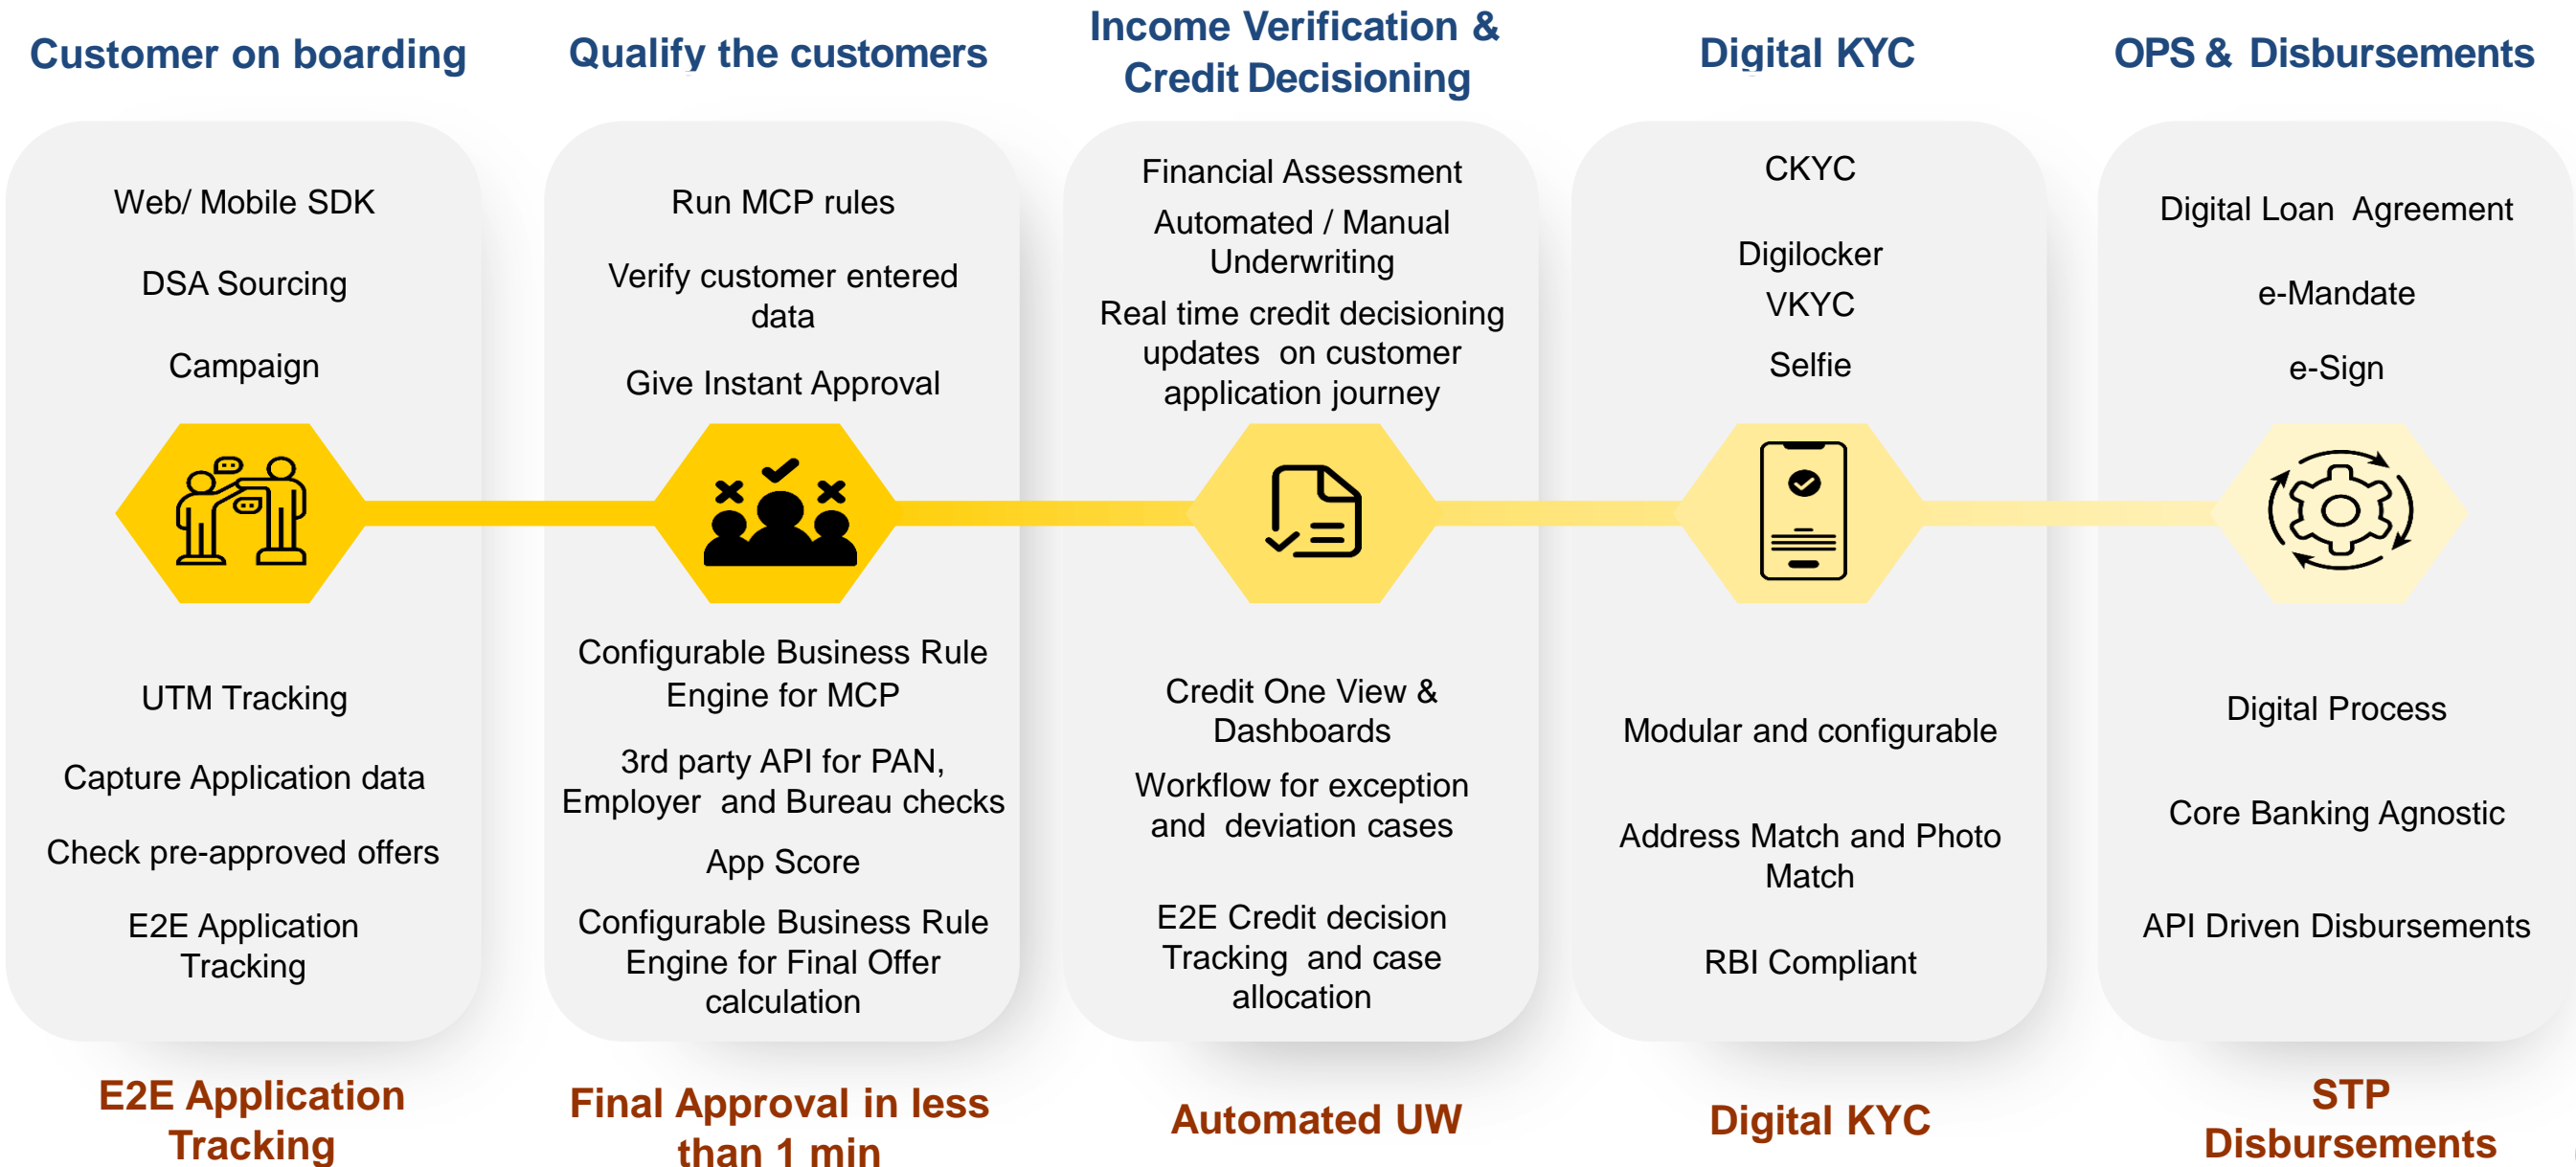 Customer on boarding
Web/ Mobile SDK
DSA Sourcing
Campaign
UTM Tracking
Capture Application data
Check pre-approved offers
E2E Application
Tracking
E2E Application
Tracking
Qualify the customers
Run MCP rules
Verify customer entered
data
Give Instant Approval
Configurable Business Rule
Engine for MCP
3rd party API for PAN,
Employer and Bureau checks
App Score
Configurable Business Rule
Engine for Final Offer
calculation
Final Approval in less
than 1 min
Income Verification &
Credit Decisioning
Financial Assessment
Automated / Manual
Underwriting
Real time credit decisioning
updates on customer
application journey
Credit One View &
Dashboards
Workflow for exception
and deviation cases
E2E Credit decision
Tracking and case
allocation
Automated UW
Digital KYC
CKYC
Digilocker
VKYC
Selfie
Modular and configurable
Address Match and Photo
Match
RBI Compliant
Digital KYC
OPS & Disbursements
Digital Loan Agreement
e-Mandate
e-Sign
Digital Process
Core Banking Agnostic
API Driven Disbursements
STP
Disbursements